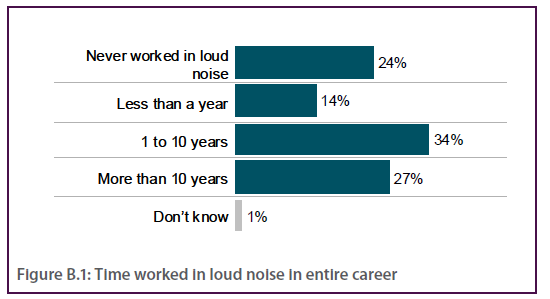 Never worked in loud
noise
24%
Less than a year
14%
1 to 10 years
34%
More than 10 years
27%
Don’t know
1%
Figure B.1: Time worked in loud noise in entire career